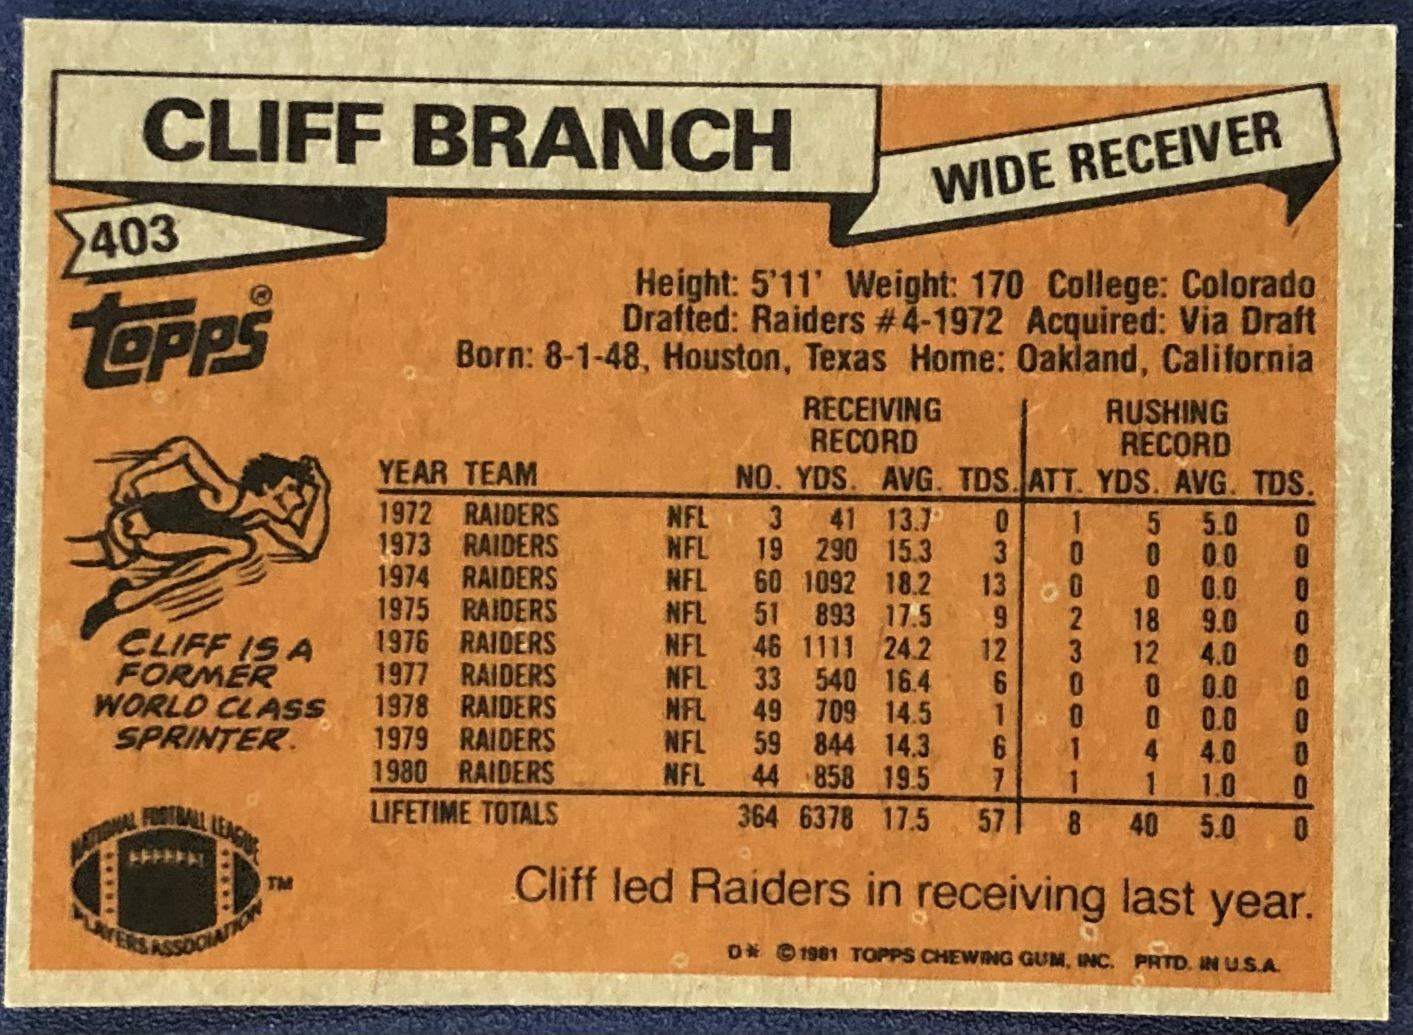 CLIFF BRANCH
WIDE RECEIVER
403
TOPPS ®
Height: 5'11' Weight: 170 College: Colorado
Drafted: Raiders #4-1972 Acquired: Via Draft
Born: 8-1-48, Houston, Texas Home: Oakland, California
RECEIVING RECORD RUSHING RECORD
YEAR TEAM NO. YDS. AVG. TDS. ATT. YDS. AVG. TDS.
1972 RAIDERS NFL 3 41 13.7 0 1 5 5.0 0
1973 RAIDERS NFL 19 290 15.3 3 0 0 0.0 0
1974 RAIDERS NFL 60 1092 18.2 13 0 0 0.0 0
1975 RAIDERS NFL 51 893 17.5 9 2 18 9.0 0
1976 RAIDERS NFL 46 1111 24.2 12 3 12 4.0 0
1977 RAIDERS NFL 33 540 16.4 6 0 0 0.0 0
1978 RAIDERS NFL 49 709 14.5 1 0 0 0.0 0
1979 RAIDERS NFL 59 844 14.3 6 1 4 4.0 0
1980 RAIDERS NFL 44 858 19.5 7 1 1 1.0 0
LIFETIME TOTALS 364 6378 17.5 57 8 40 5.0 0
CLIFF IS A
FORMER
WORLD CLASS
SPRINTER.
NATIONAL FOOTBALL LEAGUE
PLAYERS ASSOCIATION
TM
Cliff led Raiders in receiving last year.
D* © 1981 TOPPS CHEWING GUM, INC. PRTD. IN U.S.A.